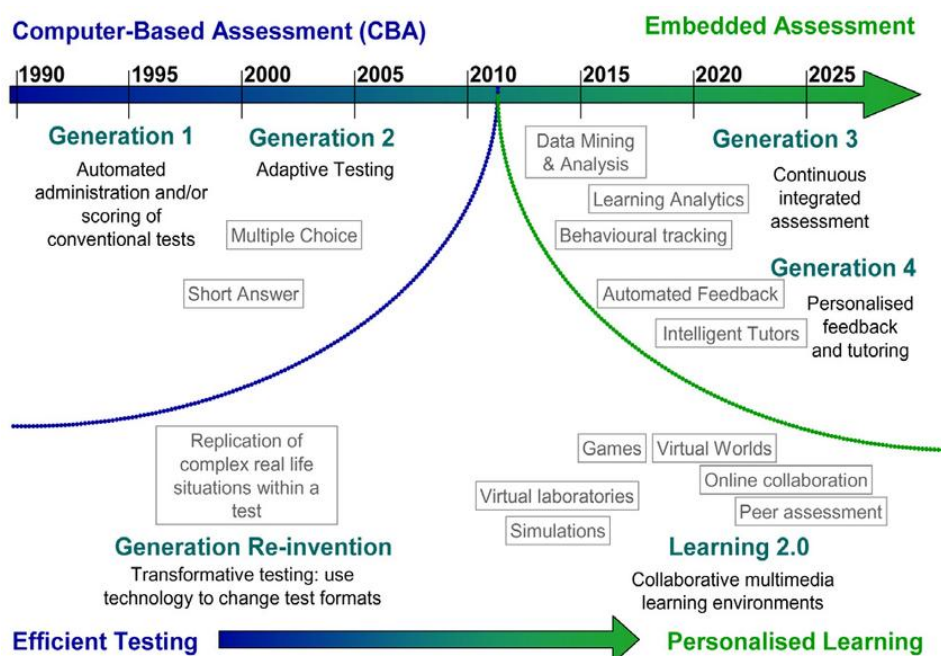 Computer-Based Assessment (CBA)
Embedded Assessment
1990 1995 2000 2005 2010 2015 2020 2025
Generation 1
Automated
administration and/or
scoring of
conventional tests
Generation 2
Adaptive Testing
Multiple Choice
Short Answer
Data Mining
& Analysis
Learning Analytics
Behavioural tracking
Automated Feedback
Intelligent Tutors
Generation 3
Continuous
integrated
assessment
Generation 4
Personalised
feedback
and tutoring
Replication of
complex real life
situations within a
test
Generation Re-invention
Transformative testing: use
technology to change test formats
Games
Virtual Worlds
Online collaboration
Virtual laboratories
Peer assessment
Simulations
Learning 2.0
Collaborative multimedia
learning environments
Efficient Testing
Personalised Learning